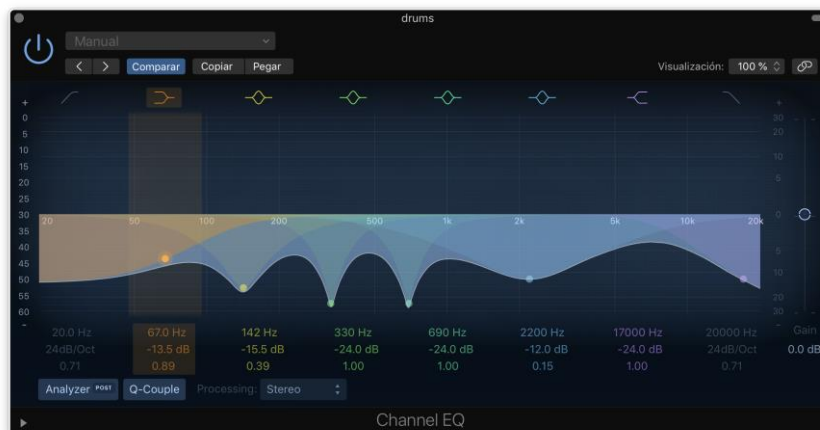 drums
Manual
Comparar Copiar Pegar Visualización: 100 %
+ +
0 30
5 20
10 10
15
20 5
25
30 20 50 100 200 500 1k 2k 5k 10k 20k 0
35
40
45 5
50 10
55 20
60 30
- -
20.0 Hz 67.0 Hz 142 Hz 330 Hz 690 Hz 2200 Hz 17000 Hz 20000 Hz Gain
24dB/Oct -13.5 dB -15.5 dB -24.0 dB -24.0 dB -12.0 dB -24.0 dB 24dB/Oct 0.0 dB
0.71 0.89 0.39 1.00 1.00 0.15 1.00 0.71
Analyzer POST Q-Couple Processing: Stereo
Channel EQ